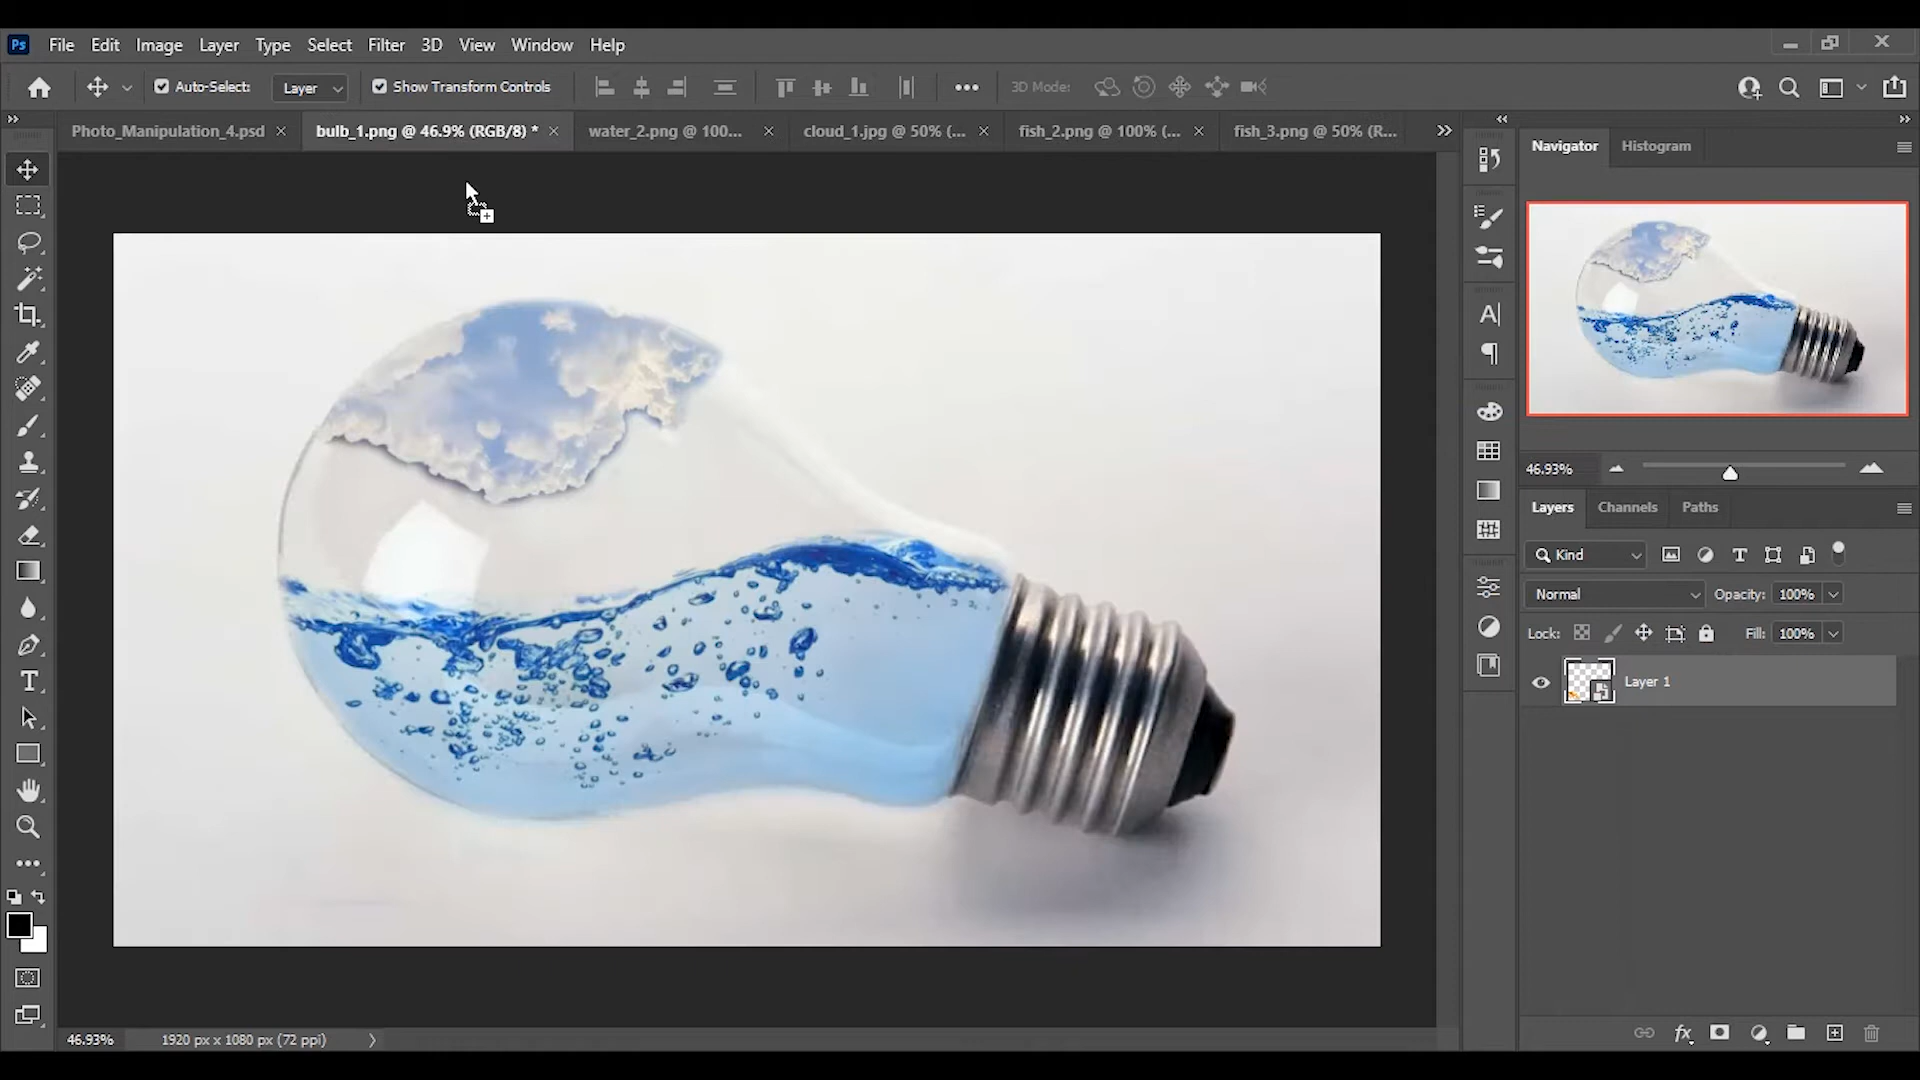 Ps File Edit Image Layer Type Select Filter 3D View Window Help
Auto-Select: Layer Show Transform Controls 3D Mode:
Photo_Manipulation_4.psd bulb_1.png @ 46.9% (RGB/8) * water_2.png @ 100... cloud_1.jpg @ 50% (... fish_2.png @ 100% (... fish_3.png @ 50% (R...
Navigator Histogram
46.93%
Layers Channels Paths
Kind
Normal Opacity: 100%
Lock: Fill: 100%
Layer 1
46.93% 1920 px x 1080 px (72 ppi)